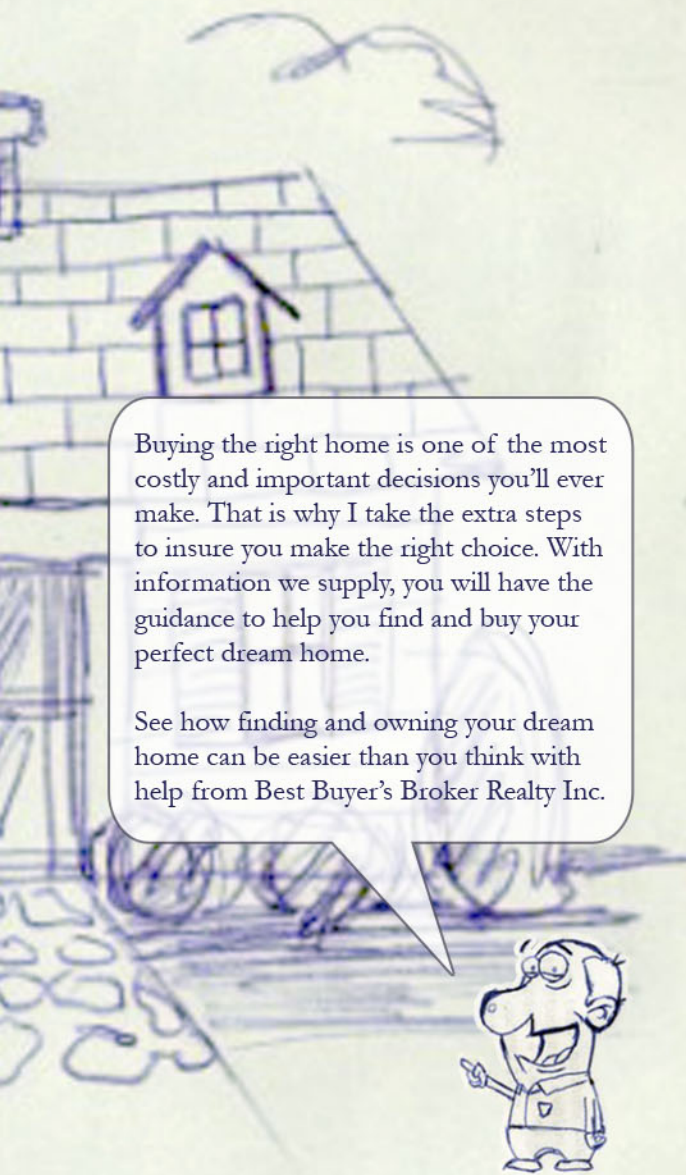 Buying the right home is one of the most
costly and important decisions you'll ever
make. That is why I take the extra steps
to insure you make the right choice. With
information we supply, you will have the
guidance to help you find and buy your
perfect dream home.
See how finding and owning your dream
home can be easier than you think with
help from Best Buyer's Broker Realty Inc.